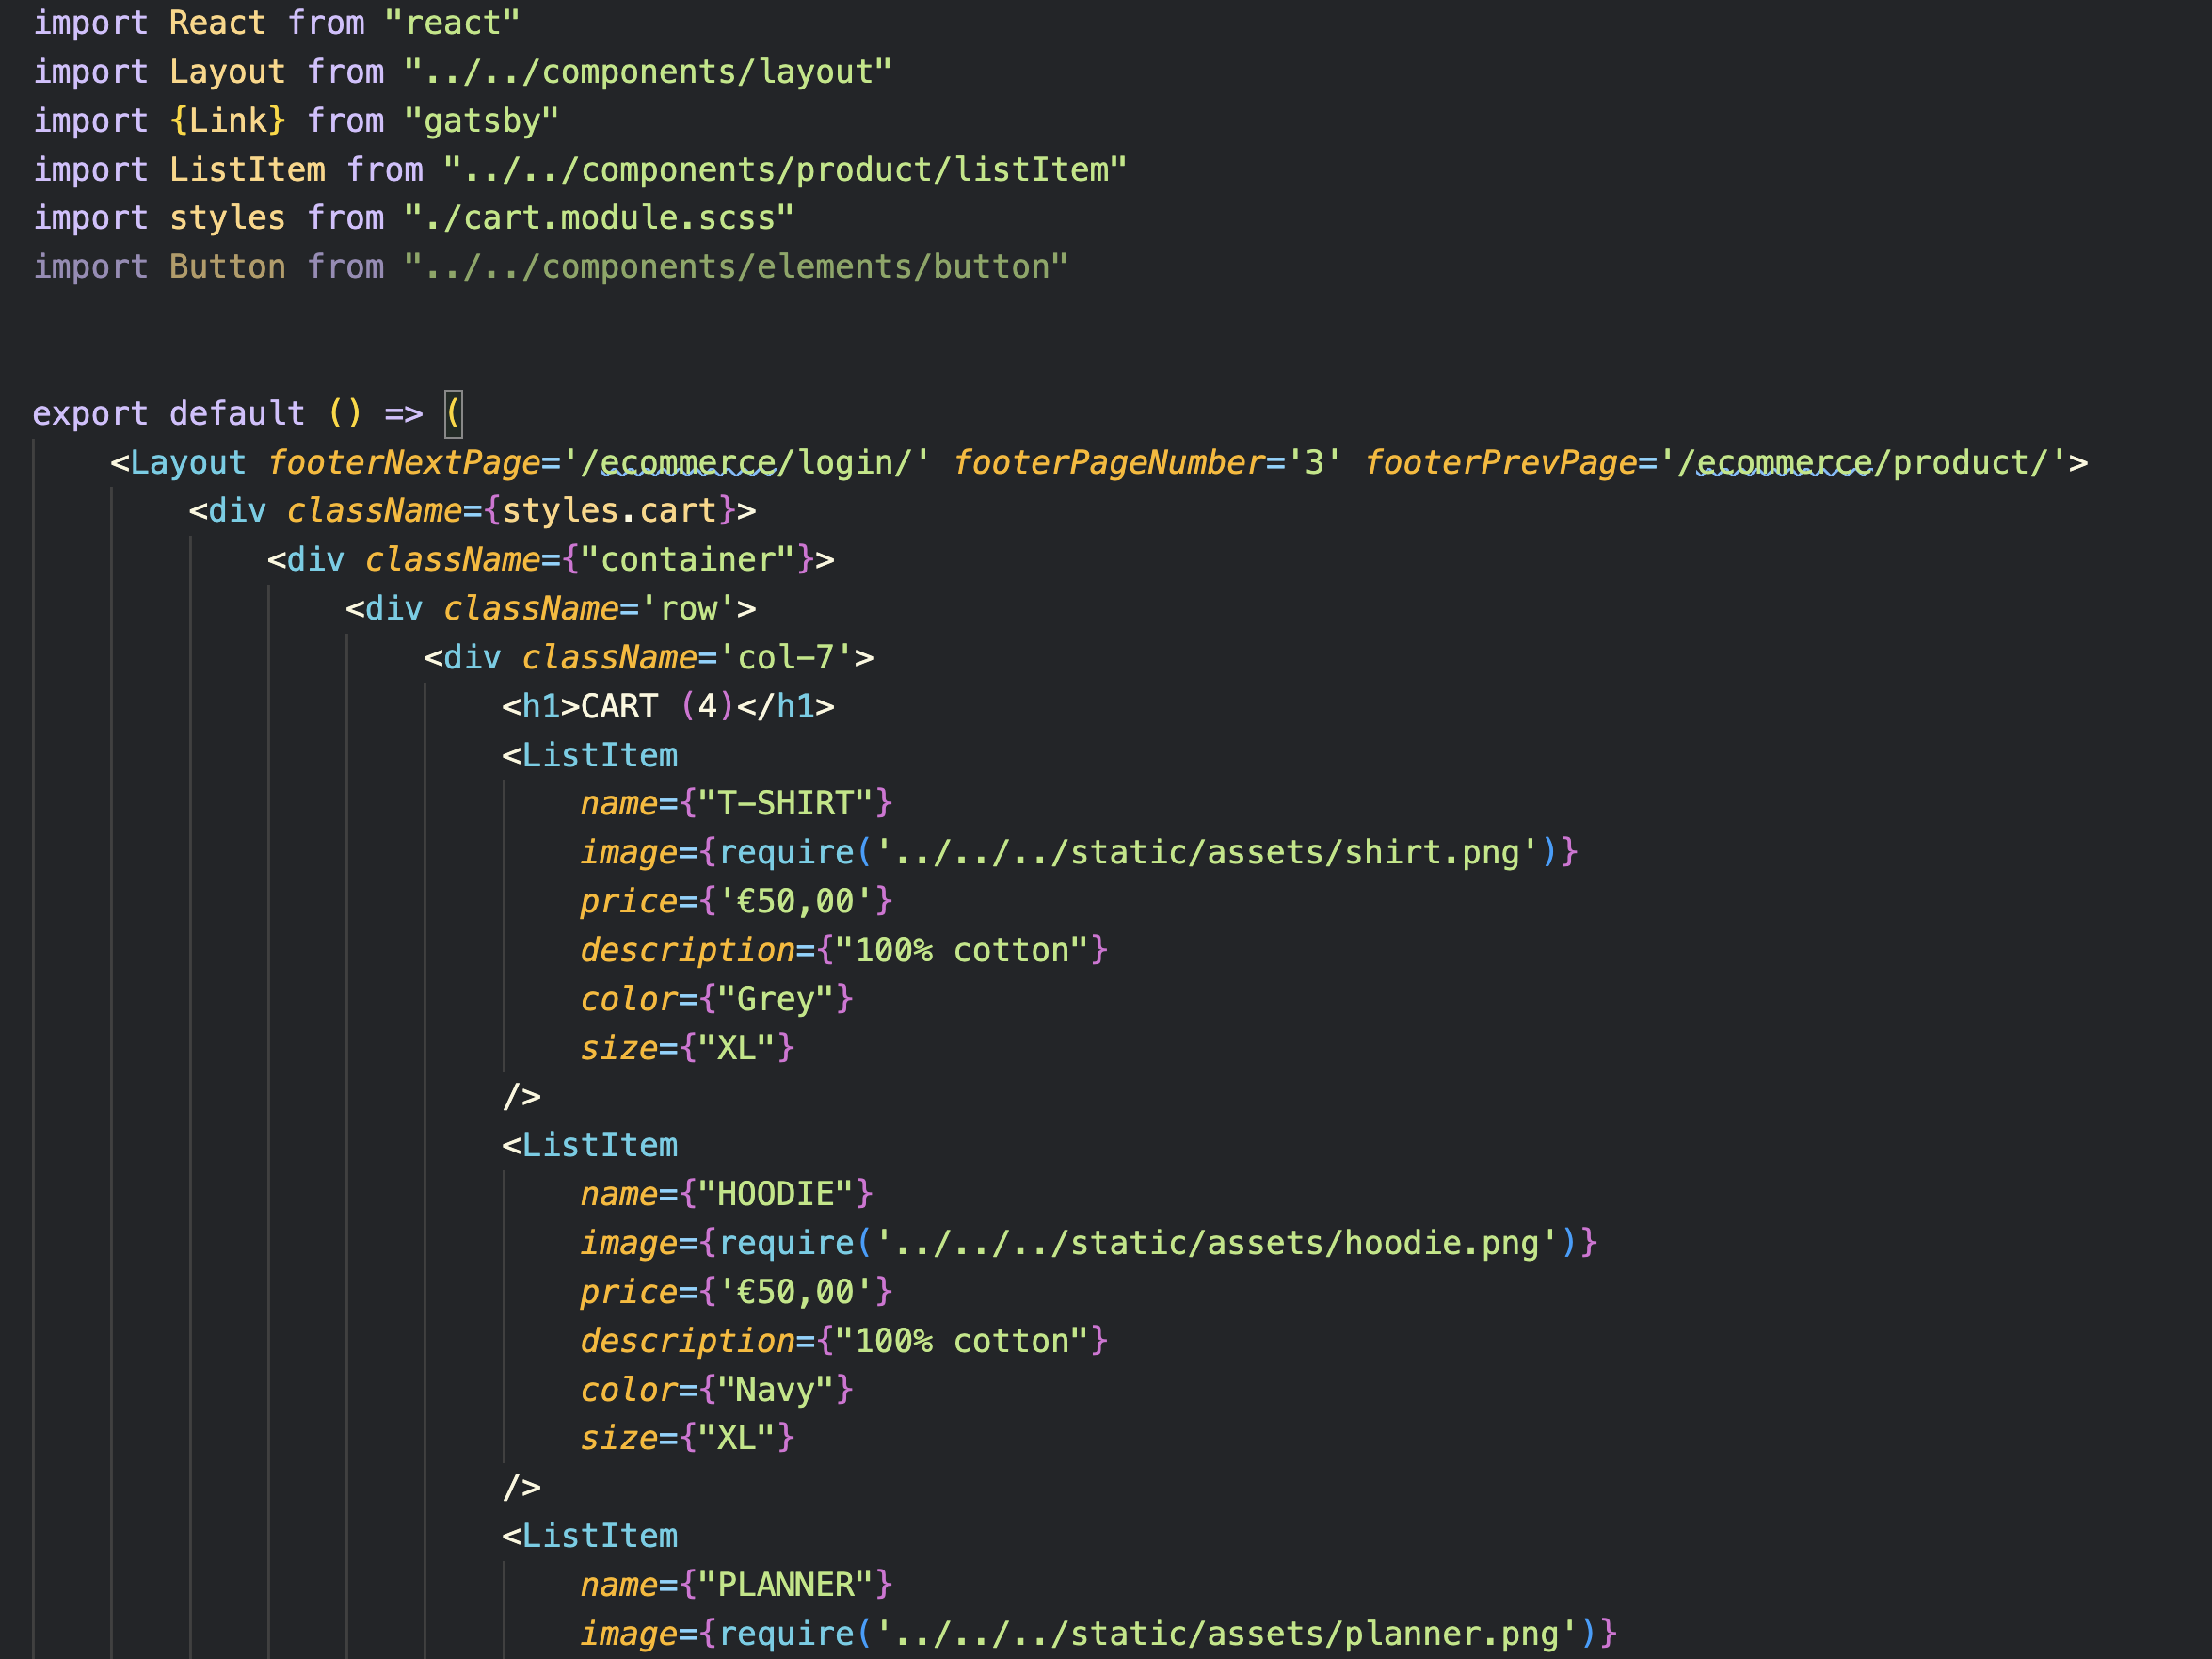 import React from "react"
import Layout from "../../components/layout"
import {Link} from "gatsby"
import ListItem from "../../components/product/listItem"
import styles from "./cart.module.scss"
import Button from "../../components/elements/button"
export default () => (
<Layout footerNextPage='/ecommerce/login/' footerPageNumber='3' footerPrevPage='/ecommerce/product/'>
<div className={styles.cart}>
<div className={"container"}>
<div className='row'>
<div className='col-7'>
<h1>CART (4)</h1>
<ListItem
name={"T-SHIRT"}
image={require('../../../static/assets/shirt.png')}
price={'€50,00'}
description={"100% cotton"}
color={"Grey"}
size={"XL"}
/>
<ListItem
name={"HOODIE"}
image={require('../../../static/assets/hoodie.png')}
price={'€50,00'}
description={"100% cotton"}
color={"Navy"}
size={"XL"}
/>
<ListItem
name={"PLANNER"}
image={require('../../../static/assets/planner.png')}